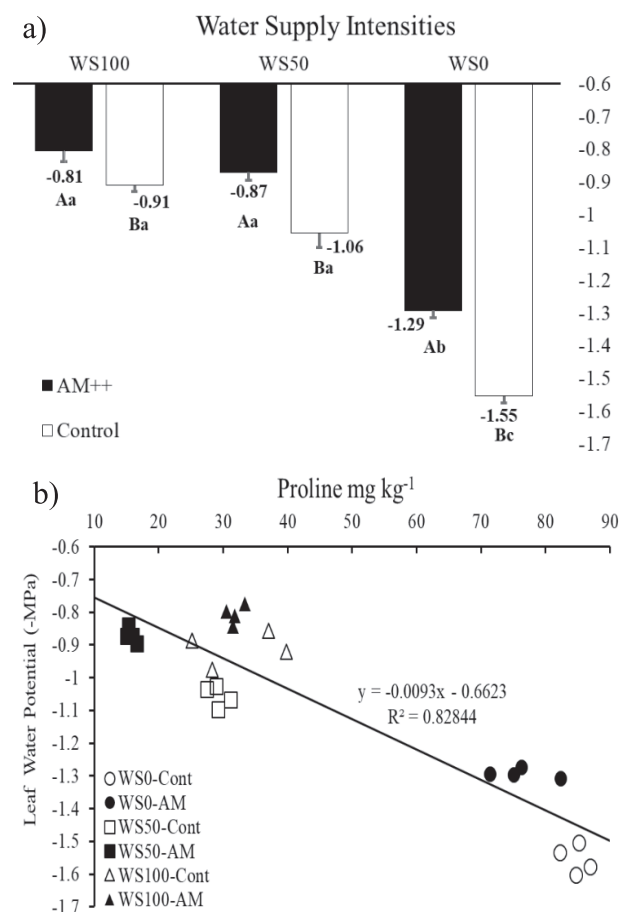 a)
Water Supply Intensities
WS100 WS50 WS0
-0.6
-0.7
-0.8
-0.9
-1
-1.1
-1.2
-1.3
-1.4
-1.5
-1.6
-1.7
-0.81
Aa
-0.91
Ba
-0.87
Aa
-1.06
Ba
-1.29
Ab
-1.55
Bc
AM++
Control
b)
Proline mg kg-1
10 20 30 40 50 60 70 80 90
-0.6
-0.7
-0.8
-0.9
-1
-1.1
-1.2
-1.3
-1.4
-1.5
-1.6
-1.7
Leaf Water Potential (-MPa)
y = -0.0093x - 0.6623
R² = 0.82844
WS0-Cont
WS0-AM
WS50-Cont
WS50-AM
WS100-Cont
WS100-AM